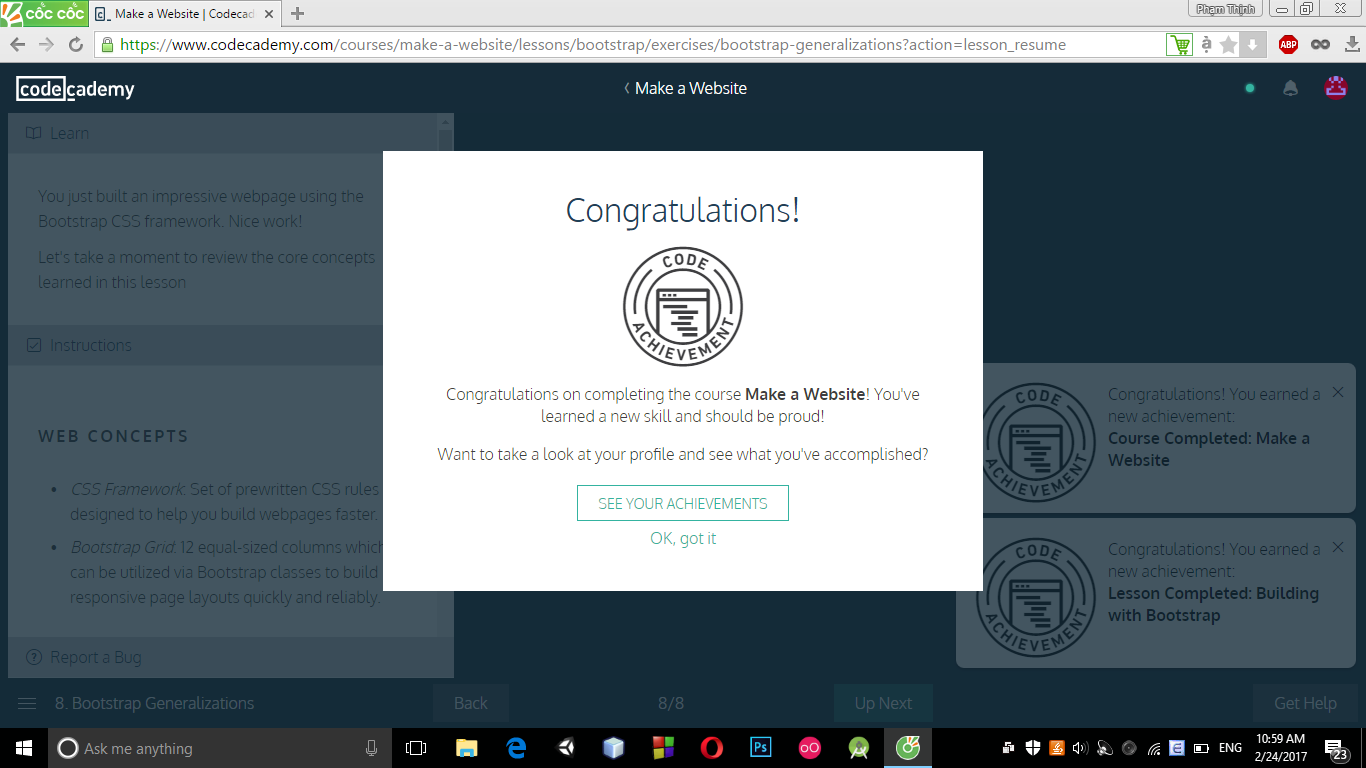 cốc cốc
Make a Website | Codecad
Phạm Thịnh
https://www.codecademy.com/courses/make-a-website/lessons/bootstrap/exercises/bootstrap-generalizations?action=lesson_resume
ABP
codecademy
Make a Website
Learn
You just built an impressive webpage using the
Bootstrap CSS framework. Nice work!
Let's take a moment to review the core concepts
learned in this lesson
Instructions
WEB CONCEPTS
• CSS Framework: Set of prewritten CSS rules
designed to help you build webpages faster.
• Bootstrap Grid: 12 equal-sized columns which
can be utilized via Bootstrap classes to build
responsive page layouts quickly and reliably.
Report a Bug
Congratulations!
CODE
ACHIEVEMENT
Congratulations on completing the course Make a Website! You've
learned a new skill and should be proud!
Want to take a look at your profile and see what you've accomplished?
SEE YOUR ACHIEVEMENTS
OK, got it
CODE
ACHIEVEMENT
Congratulations! You earned a
new achievement:
Course Completed: Make a
Website
CODE
ACHIEVEMENT
Congratulations! You earned a
new achievement:
Lesson Completed: Building
with Bootstrap
8. Bootstrap Generalizations
Back
8/8
Up Next
Get Help
Ask me anything
Ps
ENG
10:59 AM
2/24/2017
23